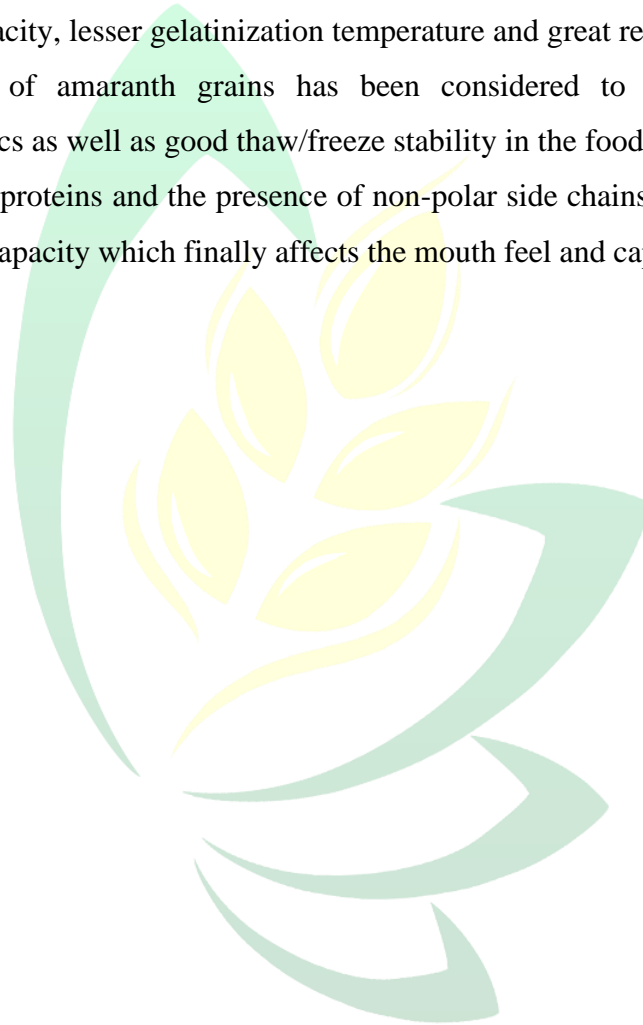 acity, lesser gelatinization temperature and great re
of amaranth grains has been considered to
cs as well as good thaw/freeze stability in the food
proteins and the presence of non-polar side chains
apacity which finally affects the mouth feel and ca